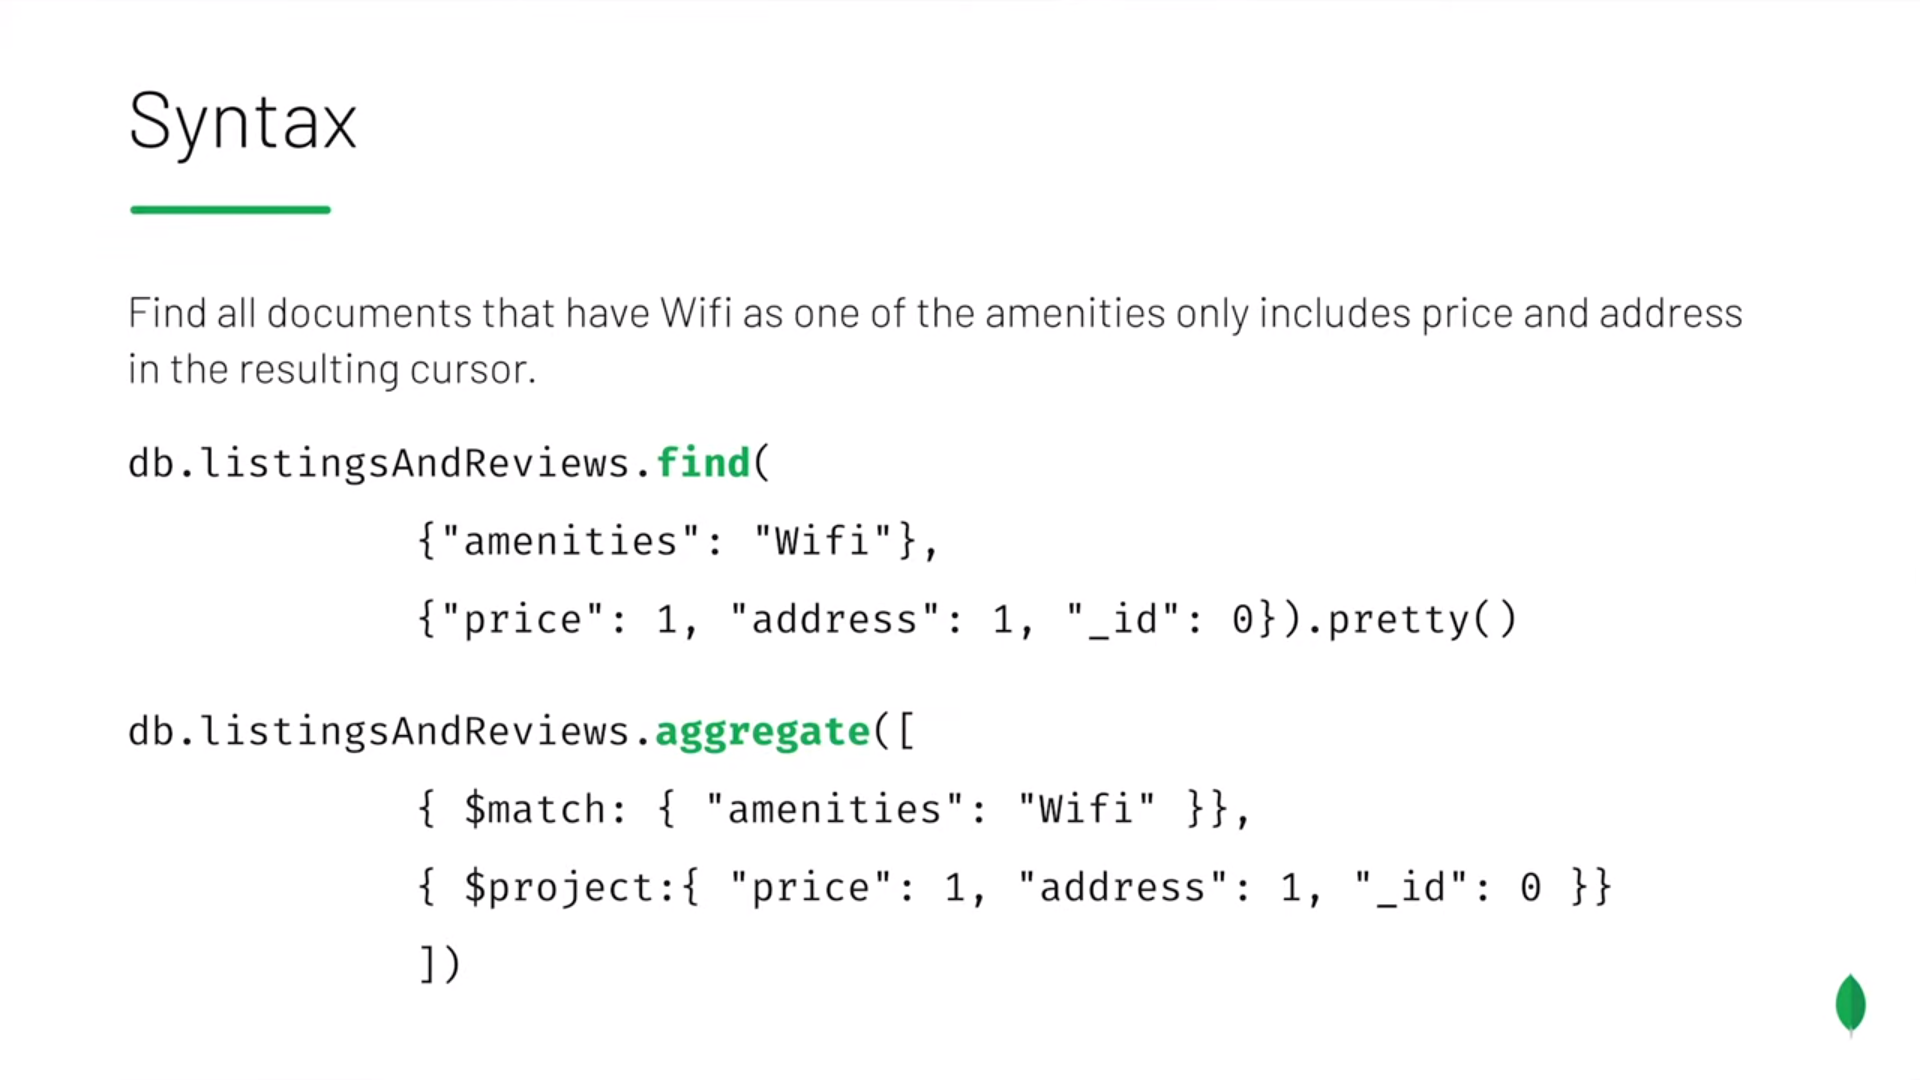 Syntax
Find all documents that have Wifi as one of the amenities only includes price and address
in the resulting cursor.
db.listingsAndReviews.find(
{"amenities": "Wifi"},
{"price": 1, "address": 1, "_id": 0}).pretty()
db.listingsAndReviews.aggregate([
{ $match: { "amenities": "Wifi" }},
{ $project:{ "price": 1, "address": 1, "_id": 0 }}
])